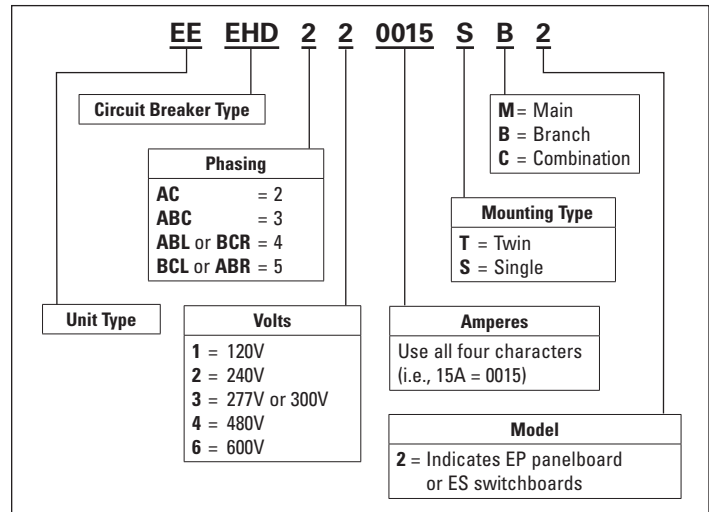 EE EHD 2 2 0015 S B 2
Circuit Breaker Type
M = Main
B = Branch
C = Combination
Phasing
AC = 2
ABC = 3
ABL or BCR = 4
BCL or ABR = 5
Mounting Type
T = Twin
S = Single
Unit Type
Volts
1 = 120V
2 = 240V
3 = 277V or 300V
4 = 480V
6 = 600V
Amperes
Use all four characters
(i.e., 15A = 0015)
Model
2 = Indicates EP panelboard
or ES switchboards